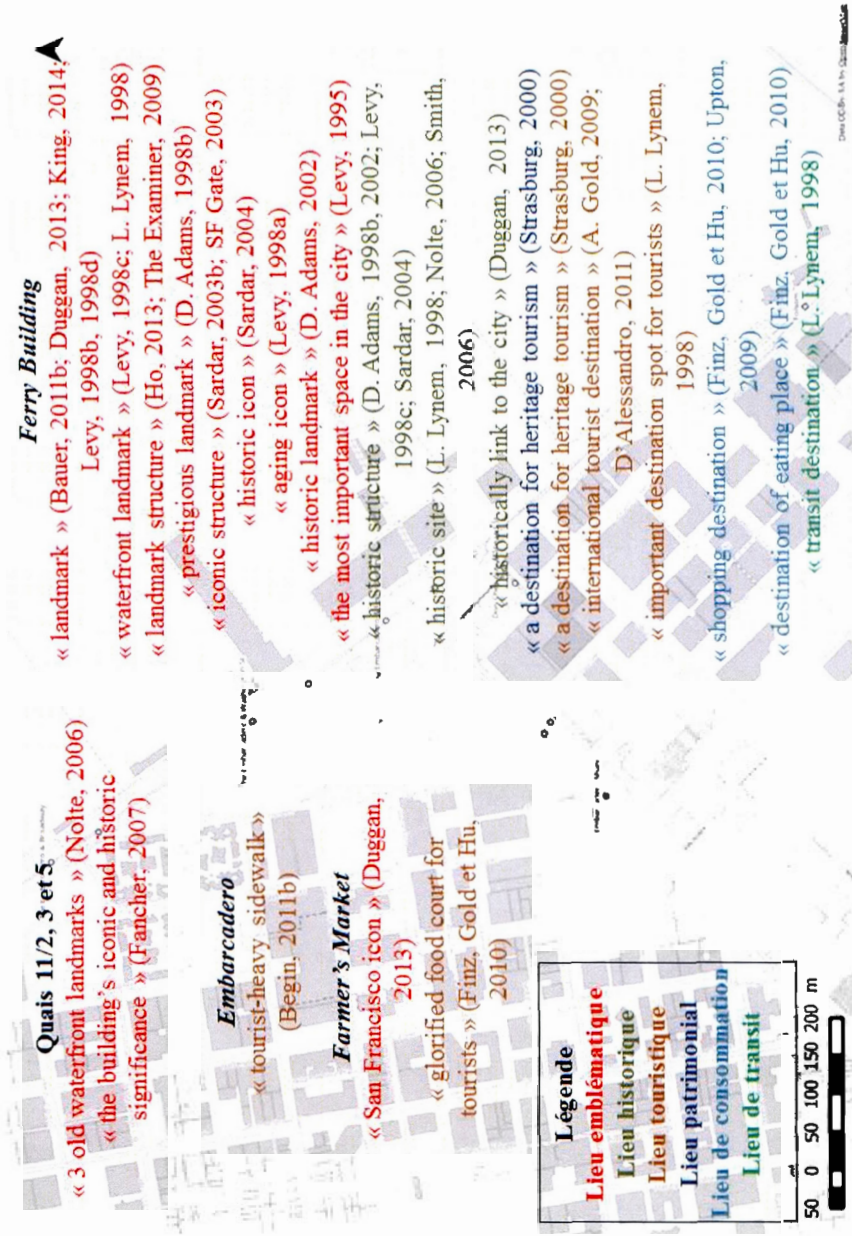 Quais 11/2, 3 et 5
« 3 old waterfront landmarks » (Nolte, 2006)
« the building's iconic and historic
significance » (Fancher, 2007)
Embarcadero
« tourist-heavy sidewalk »
(Begin, 2011b)
Farmer's Market
« San Francisco icon » (Duggan,
2013)
« glorified food court for
tourists » (Finz, Gold et Hu,
2010)
Légende
Lieu emblématique
Lieu historique
Lieu touristique
Lieu patrimonial
Lieu de consommation
Lieu de transit
50 0 50 100 150 200 m
Ferry Building
« landmark » (Bauer, 2011b; Duggan, 2013; King, 2014;
Levy, 1998b, 1998d)
« waterfront landmark » (Levy, 1998c; L. Lynem, 1998)
« landmark structure » (Ho, 2013; The Examiner, 2009)
« prestigious landmark » (D. Adams, 1998b)
« iconic structure » (Sardar, 2003b; SF Gate, 2003)
« historic icon » (Sardar, 2004)
« aging icon » (Levy, 1998a)
« historic landmark » (D. Adams, 2002)
« the most important space in the city » (Levy, 1995)
« historic structure » (D. Adams, 1998b, 2002; Levy,
1998c; Sardar, 2004)
« historic site » (L. Lynem, 1998; Nolte, 2006; Smith,
2006)
« historically link to the city » (Duggan, 2013)
« a destination for heritage tourism » (Strasburg, 2000)
« a destination for heritage tourism » (Strasburg, 2000)
« international tourist destination » (A. Gold, 2009;
D'Alessandro, 2011)
« important destination spot for tourists » (L. Lynem,
1998)
« shopping destination » (Finz, Gold et Hu, 2010; Upton,
2009)
« destination of eating place » (Finz, Gold et Hu, 2010)
« transit destination » (L. Lynem, 1998)